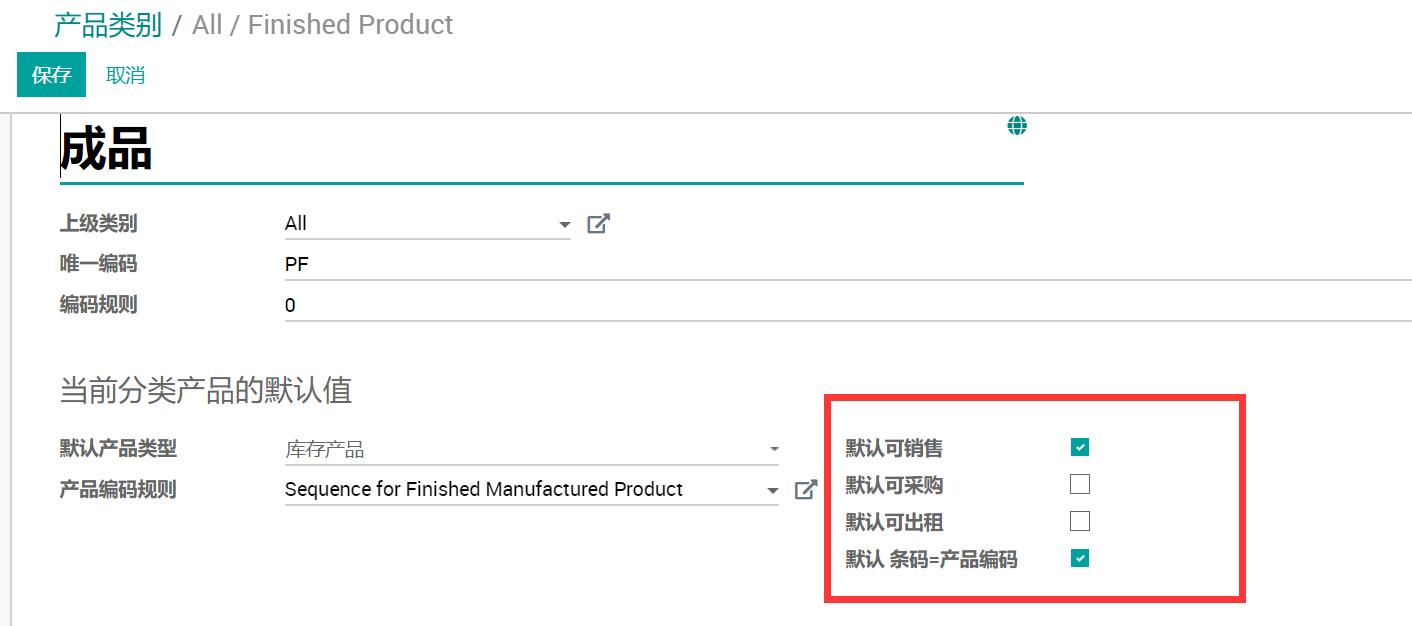 产品类别 / All / Finished Product
保存 取消
成品
上级类别 All
唯一编码 PF
编码规则 0
当前分类产品的默认值
默认产品类型 库存产品
产品编码规则 Sequence for Finished Manufactured Product
默认可销售
默认可采购
默认可出租
默认 条码=产品编码